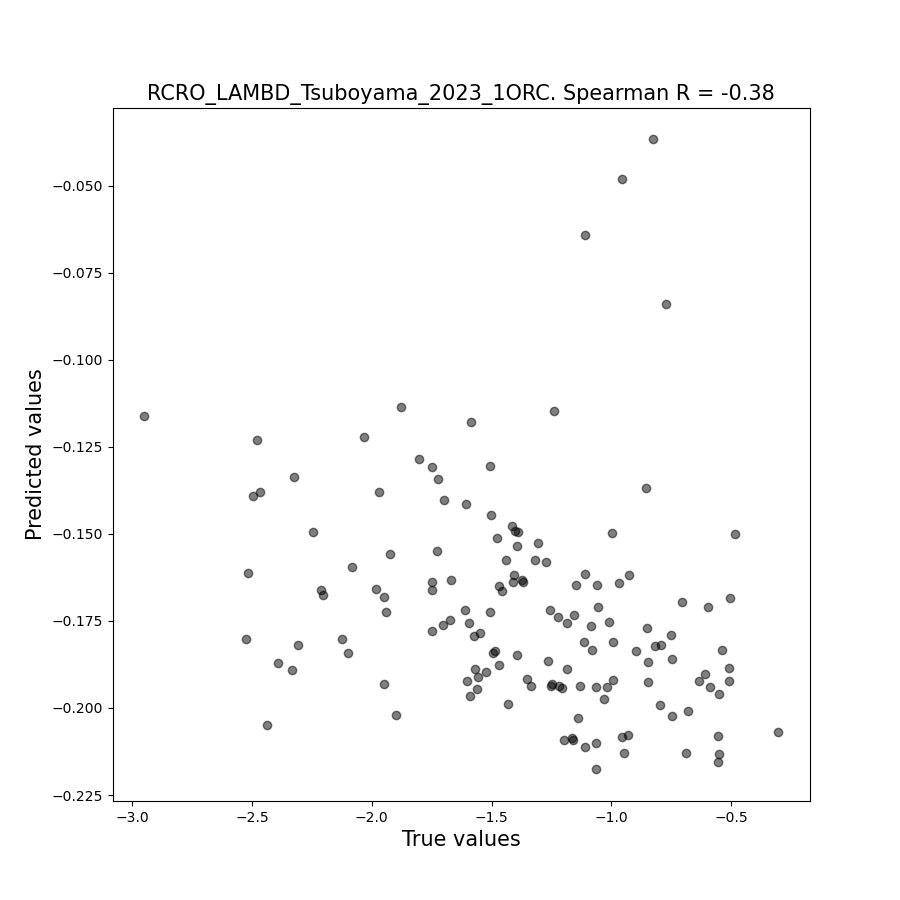 RCRO_LAMBD_Tsuboyama_2023_1ORC. Spearman R = -0.38
−0.050
−0.075
−0.100
−0.125
−0.150
−0.175
−0.200
−0.225
Predicted values
−3.0 −2.5 −2.0 −1.5 −1.0 −0.5
True values